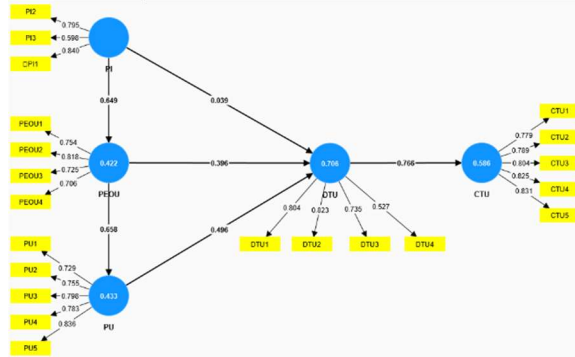 PI2
0.795
PI3
0.598
OPI1
0.840
PI
0.649
0.039
PEOU1
0.754
PEOU2
0.818
PEOU3
0.725
PEOU4
0.706
0.422
PEOU
0.396
0.706
DTU
0.766
0.586
CTU
CTU1
0.779
CTU2
0.789
CTU3
0.804
CTU4
0.825
CTU5
0.831
0.804
0.823
0.735
0.527
DTU1
DTU2
DTU3
DTU4
0.658
0.496
PU1
0.729
PU2
0.755
PU3
0.798
PU4
0.783
PU5
0.836
0.433
PU